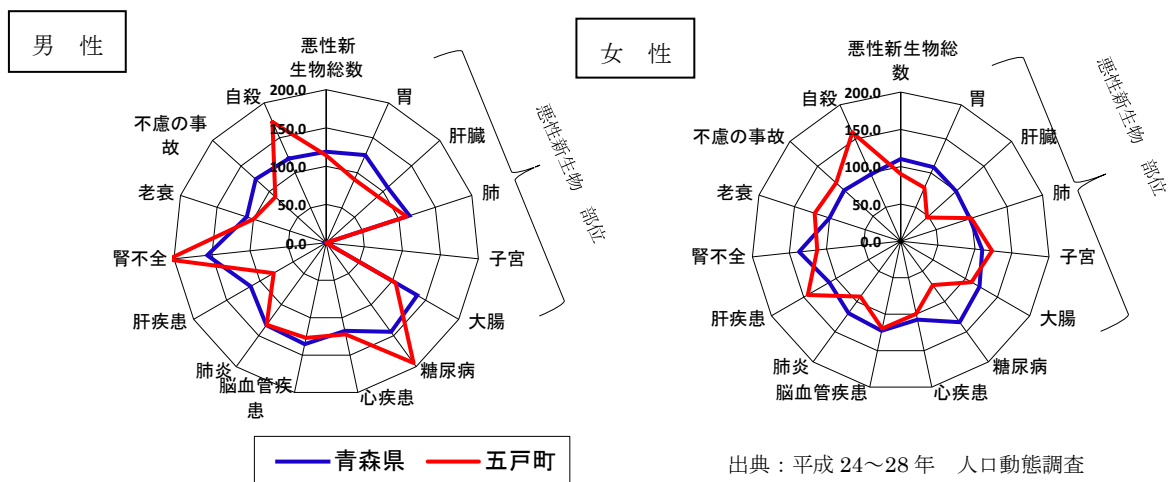 男 性
悪性新
生物総数
胃
肝臓
肺
子宮
大腸
糖尿病
心疾患
脳血管疾
患
肺炎
肝疾患
腎不全
老衰
不慮の事
故
自殺
200.0
150.0
100.0
50.0
0.0
悪性新生物 部位
女 性
悪性新生物総
数
胃
肝臓
肺
子宮
大腸
糖尿病
心疾患
脳血管疾患
肺炎
肝疾患
腎不全
老衰
不慮の事故
自殺
200.0
150.0
100.0
50.0
0.0
悪性新生物 部位
青森県 五戸町
出典：平成 24～28 年 人口動態調査